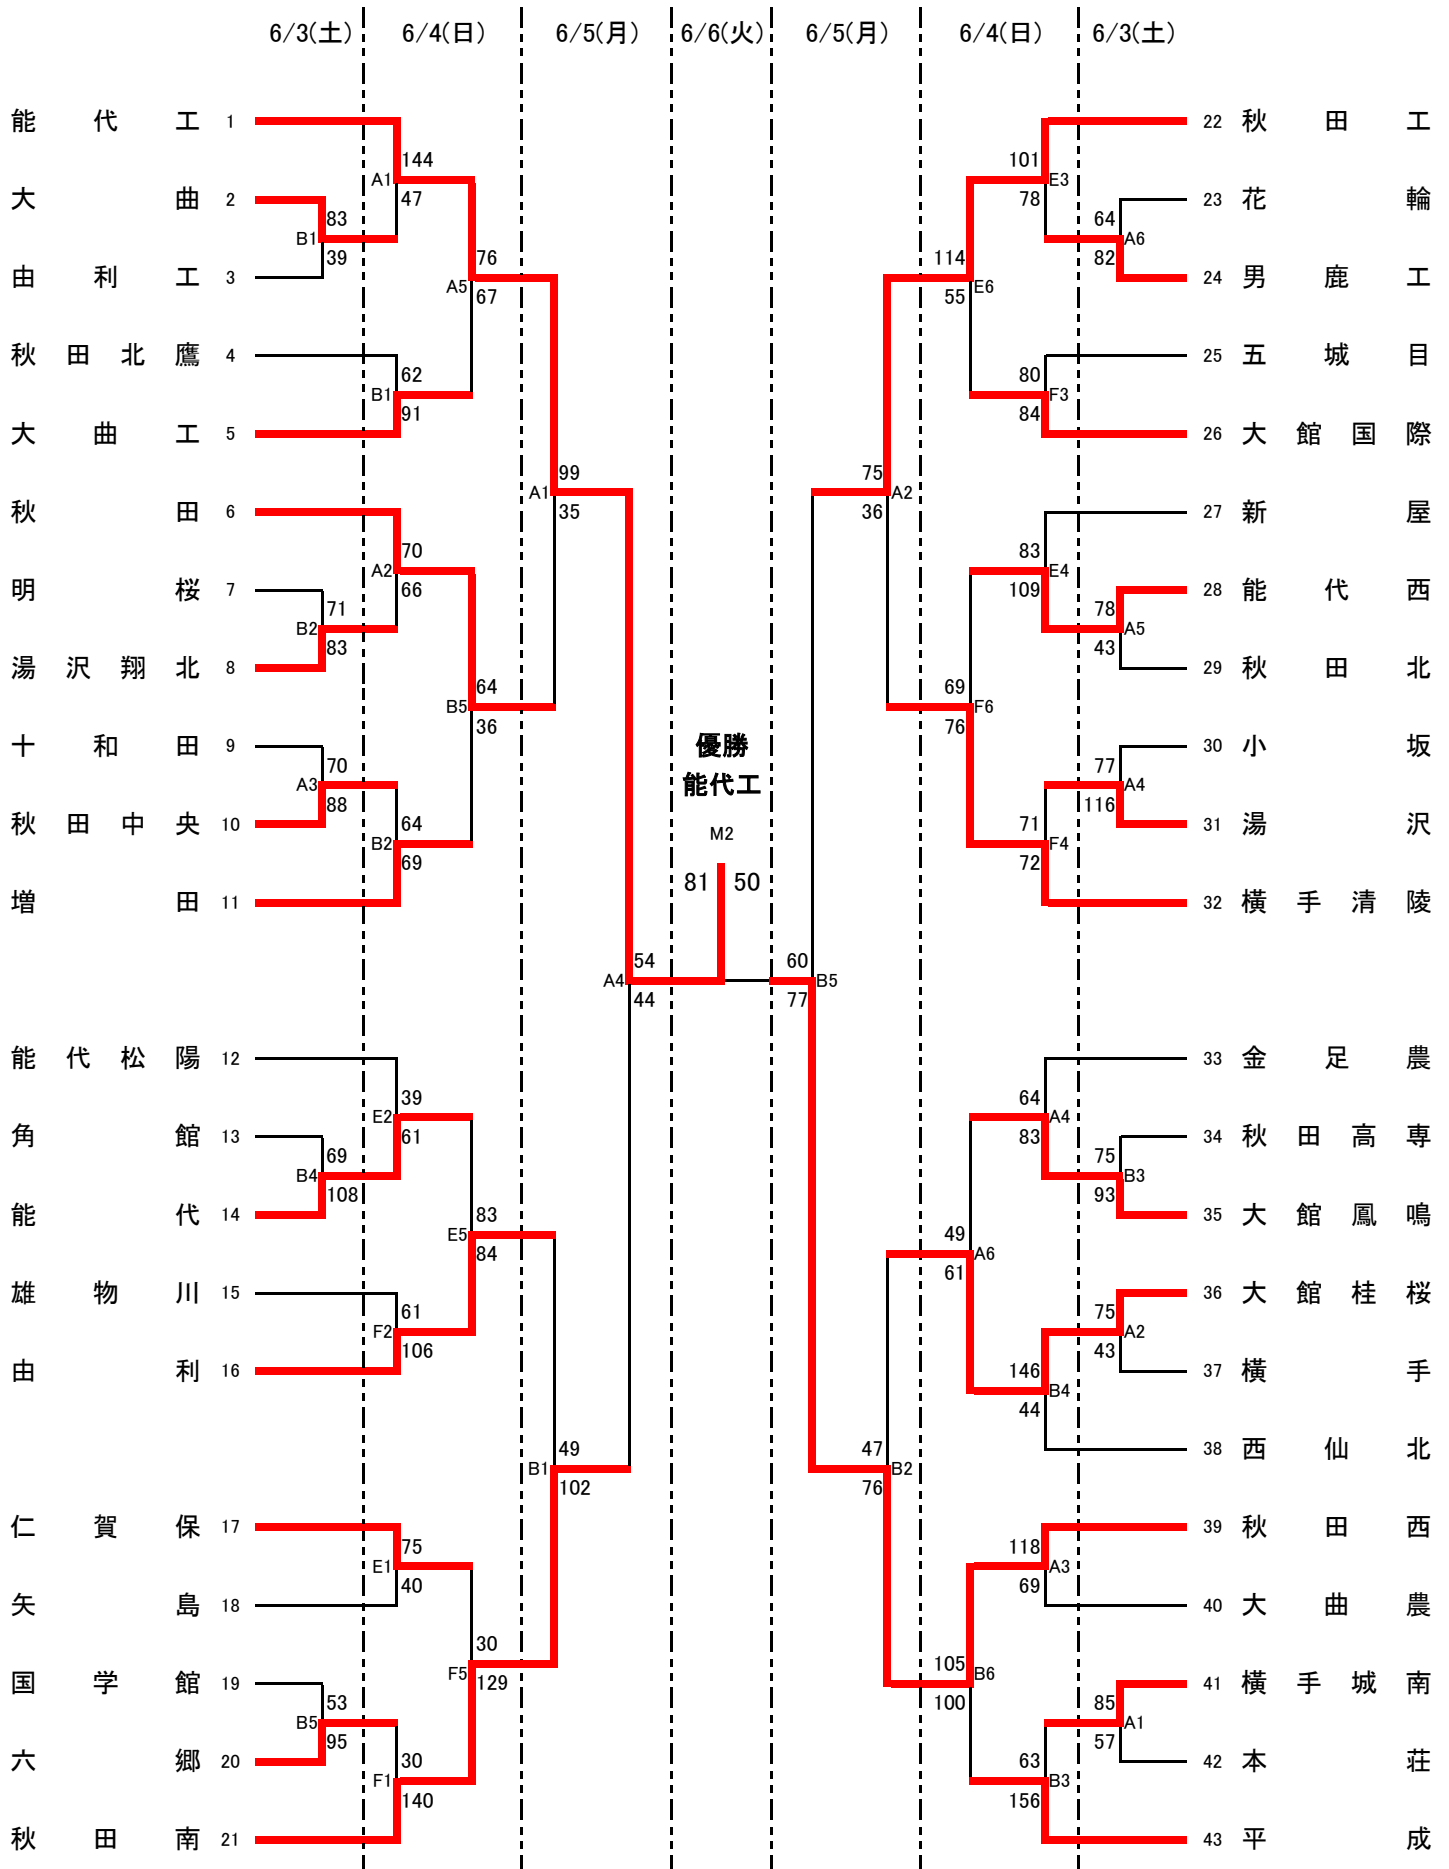 6/3(土) 6/4(日) 6/5(月) 6/6(火) 6/5(月) 6/4(日) 6/3(土)
能代工 1 22 秋田工
144 101
A1 E3
大曲 2 47 78 23 花輪
83 64
B1 A6
39 76 114 82
由利工 3 A5 67 55 E6 24 男鹿工
秋田北鷹 4 25 五城目
62 80
B1 F3
91 84
大曲工 5 26 大館国際
99 75
A1 A2
秋田 6 35 36 27 新屋
70 83
A2 E4
明桜 7 66 109 28 能代西
71 78
B2 A5
83 43
湯沢翔北 8 29 秋田北
64 69
B5 F6
36 76
十和田 9 優勝 30 小坂
70 77
A3 能代工 A4
88 116
秋田中央 10 64 71 31 湯沢
M2
B2 F4
69 72
81 50
増田 11 32 横手清陵
54 60
A4 B5
44 77
能代松陽 12 33 金足農
39 64
E2 A4
角館 13 61 83 34 秋田高専
69 75
B4 B3
108 93
能代 14 83 49 35 大館鳳鳴
E5 A6
84 61
雄物川 15 36 大館桂桜
61 75
F2 A2
106 43
由利 16 146 37 横手
B4
44
49 47 38 西仙北
B1 B2
102 76
仁賀保 17 39 秋田西
75 118
E1 A3
40 69
矢島 18 40 大曲農
30 105
F5 B6
国学館 19 129 100 41 横手城南
53 85
B5 A1
95 57
六郷 20 30 63 42 本荘
F1 B3
140 156
秋田南 21 43 平成